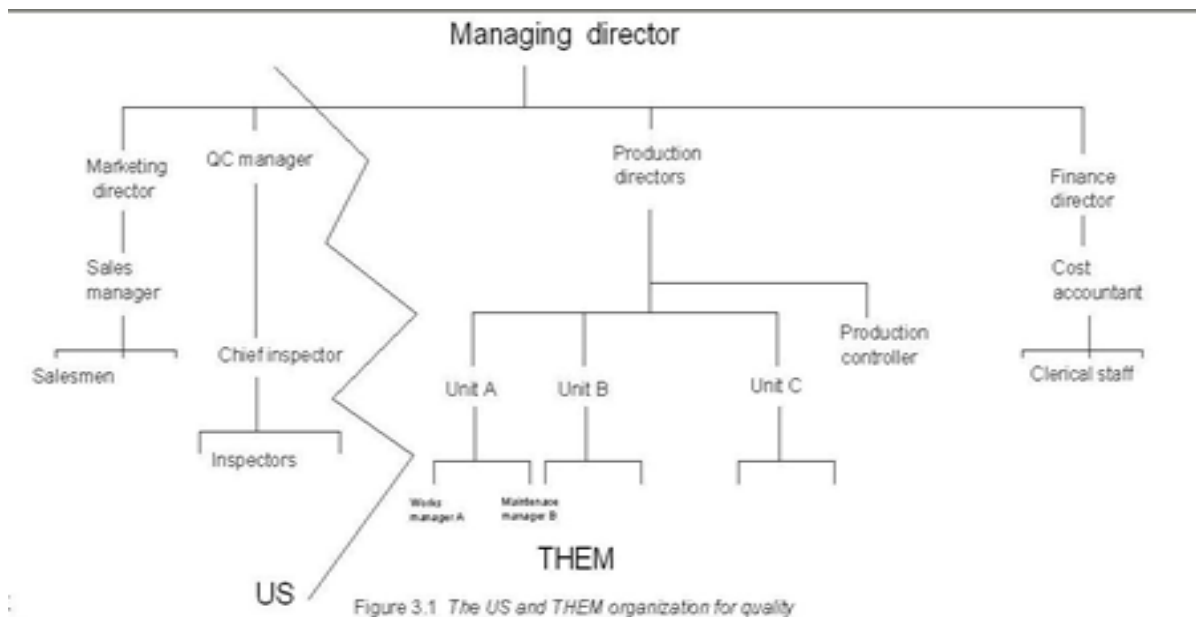 Managing director
Marketing
director
QC manager
Production
directors
Finance
director
Sales
manager
Cost
accountant
Production
controller
Chief inspector
Salesmen
Clerical staff
Unit A
Unit B
Unit C
Inspectors
Works
manager A
Maintenace
manager B
THEM
US
Figure 3.1 The US and THEM organization for quality